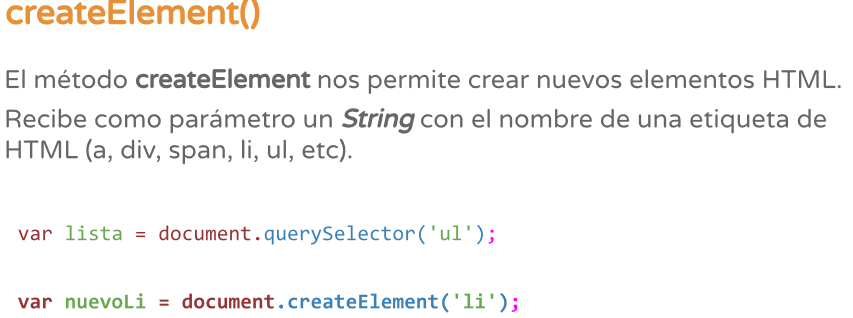 createElement()
El método createElement nos permite crear nuevos elementos HTML.
Recibe como parámetro un String con el nombre de una etiqueta de
HTML (a, div, span, li, ul, etc).
var lista = document.querySelector('ul');
var nuevoLi = document.createElement('li');